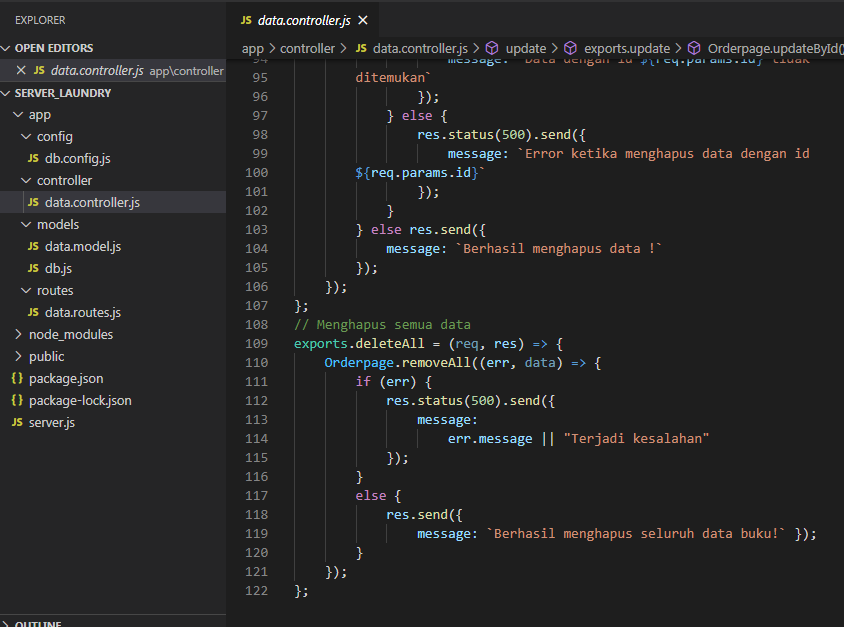 EXPLORER
OPEN EDITORS
JS data.controller.js app\controller
SERVER_LAUNDRY
app
config
JS db.config.js
controller
JS data.controller.js
models
JS data.model.js
JS db.js
routes
JS data.routes.js
node_modules
public
{} package.json
{} package-lock.json
JS server.js
OUTLINE
JS data.controller.js
app > controller > JS data.controller.js > update > exports.update > Orderpage.updateById()
94 message: `Data dengan id ${req.params.id} tidak
95 ditemukan`
96 });
97 } else {
98 res.status(500).send({
99 message: `Error ketika menghapus data dengan id
100 ${req.params.id}`
101 });
102 }
103 } else res.send({
104 message: `Berhasil menghapus data !`
105 });
106 });
107 };
108 // Menghapus semua data
109 exports.deleteAll = (req, res) => {
110 Orderpage.removeAll((err, data) => {
111 if (err) {
112 res.status(500).send({
113 message:
114 err.message || "Terjadi kesalahan"
115 });
116 }
117 else {
118 res.send({
119 message: `Berhasil menghapus seluruh data buku!` });
120 }
121 });
122 };